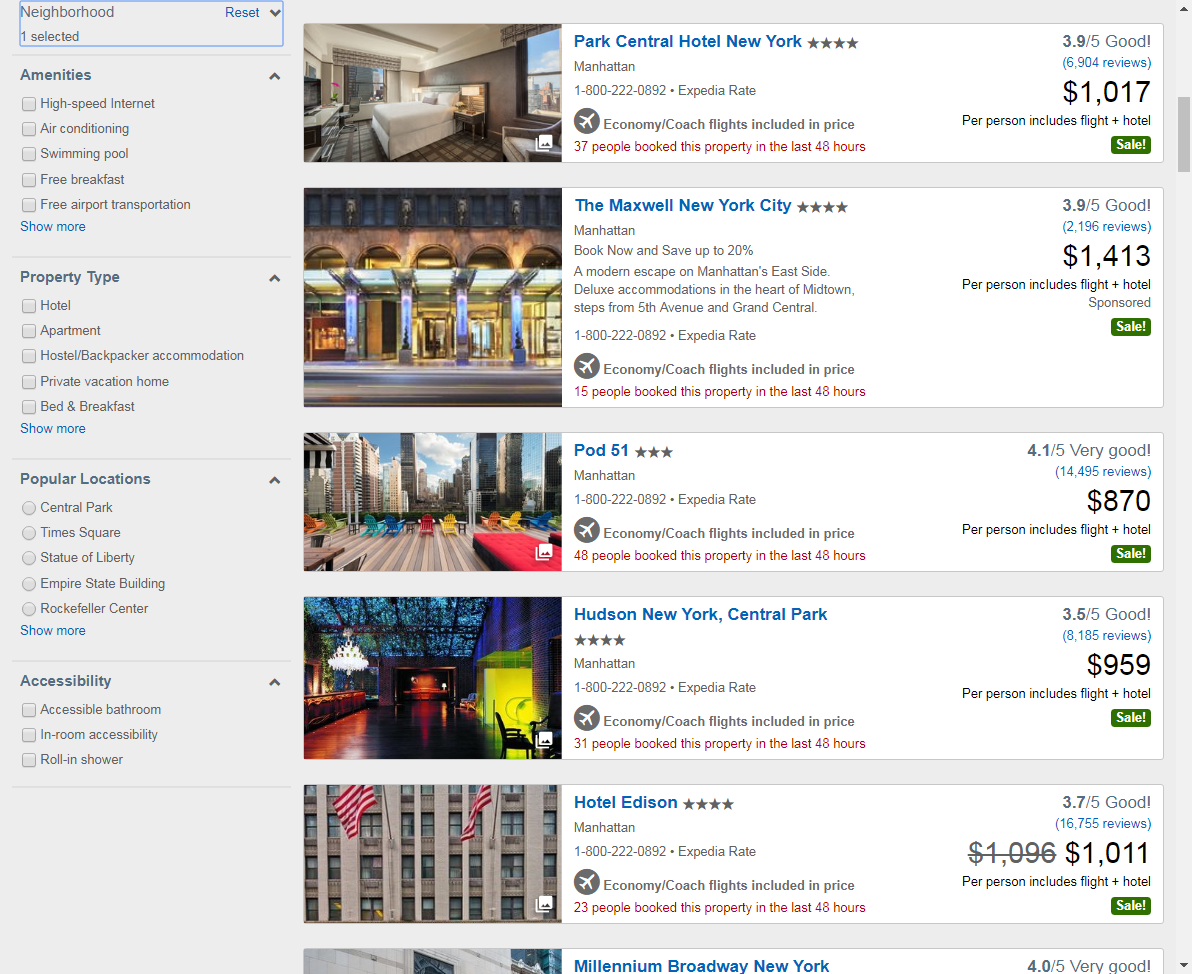 Neighborhood Reset
1 selected
Amenities
High-speed Internet
Air conditioning
Swimming pool
Free breakfast
Free airport transportation
Show more
Property Type
Hotel
Apartment
Hostel/Backpacker accommodation
Private vacation home
Bed & Breakfast
Show more
Popular Locations
Central Park
Times Square
Statue of Liberty
Empire State Building
Rockefeller Center
Show more
Accessibility
Accessible bathroom
In-room accessibility
Roll-in shower
Park Central Hotel New York
Manhattan
1-800-222-0892 • Expedia Rate
Economy/Coach flights included in price
37 people booked this property in the last 48 hours
3.9/5 Good!
(6,904 reviews)
$1,017
Per person includes flight + hotel
Sale!
The Maxwell New York City
Manhattan
Book Now and Save up to 20%
A modern escape on Manhattan's East Side.
Deluxe accommodations in the heart of Midtown,
steps from 5th Avenue and Grand Central.
1-800-222-0892 • Expedia Rate
Economy/Coach flights included in price
15 people booked this property in the last 48 hours
3.9/5 Good!
(2,196 reviews)
$1,413
Per person includes flight + hotel
Sponsored
Sale!
Pod 51
Manhattan
1-800-222-0892 • Expedia Rate
Economy/Coach flights included in price
48 people booked this property in the last 48 hours
4.1/5 Very good!
(14,495 reviews)
$870
Per person includes flight + hotel
Sale!
Hudson New York, Central Park
Manhattan
1-800-222-0892 • Expedia Rate
Economy/Coach flights included in price
31 people booked this property in the last 48 hours
3.5/5 Good!
(8,185 reviews)
$959
Per person includes flight + hotel
Sale!
Hotel Edison
Manhattan
1-800-222-0892 • Expedia Rate
Economy/Coach flights included in price
23 people booked this property in the last 48 hours
3.7/5 Good!
(16,755 reviews)
$1,096 $1,011
Per person includes flight + hotel
Sale!
Millennium Broadway New York
4.0/5 Very good!